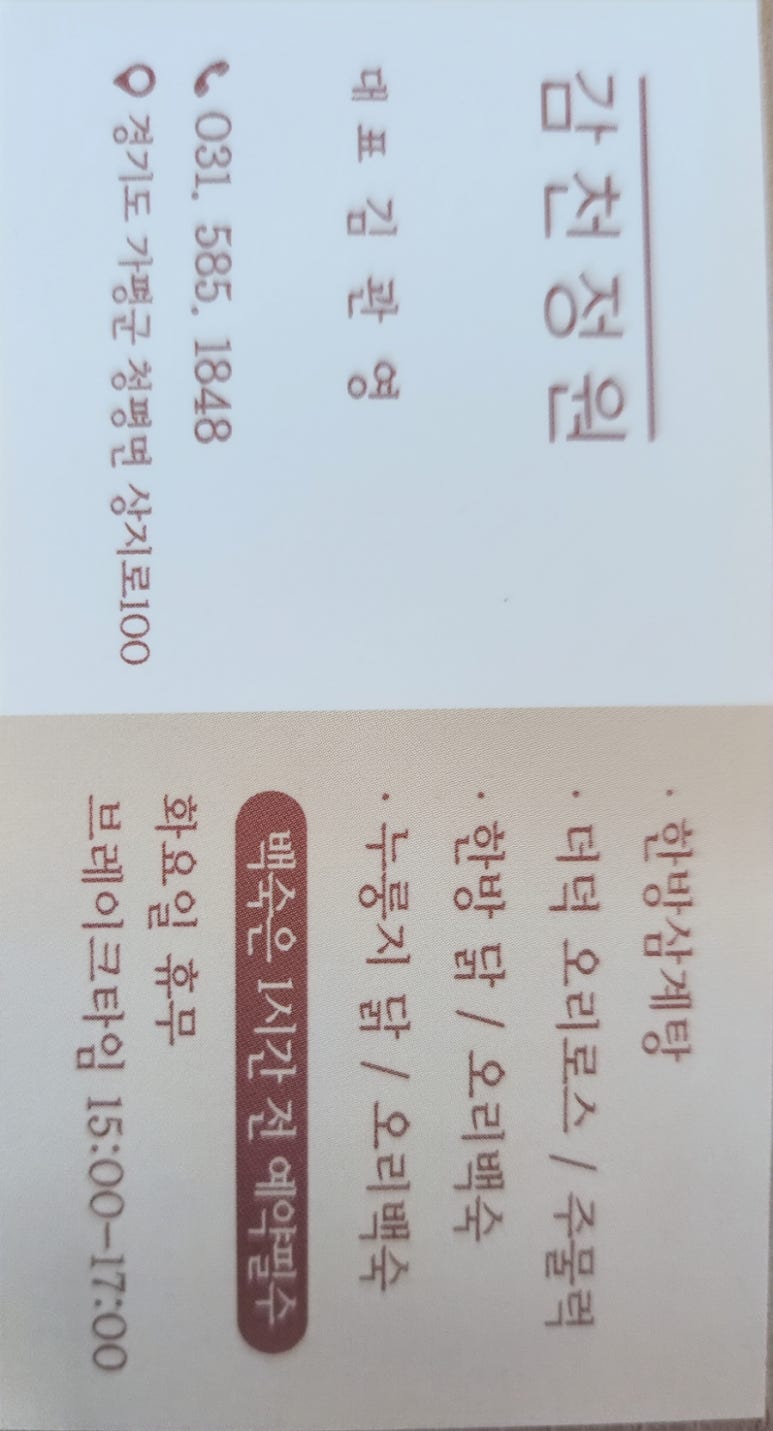 감천정원
대표 김관영
031. 585. 1848
경기도 가평군 청평면 상지로100
· 한방삼계탕
· 더덕 오리로스 / 주물럭
· 한방 닭 / 오리백숙
· 누룽지 닭 / 오리백숙
백숙은 1시간 전 예약필수
화요일 휴무
브레이크타임 15:00-17:00